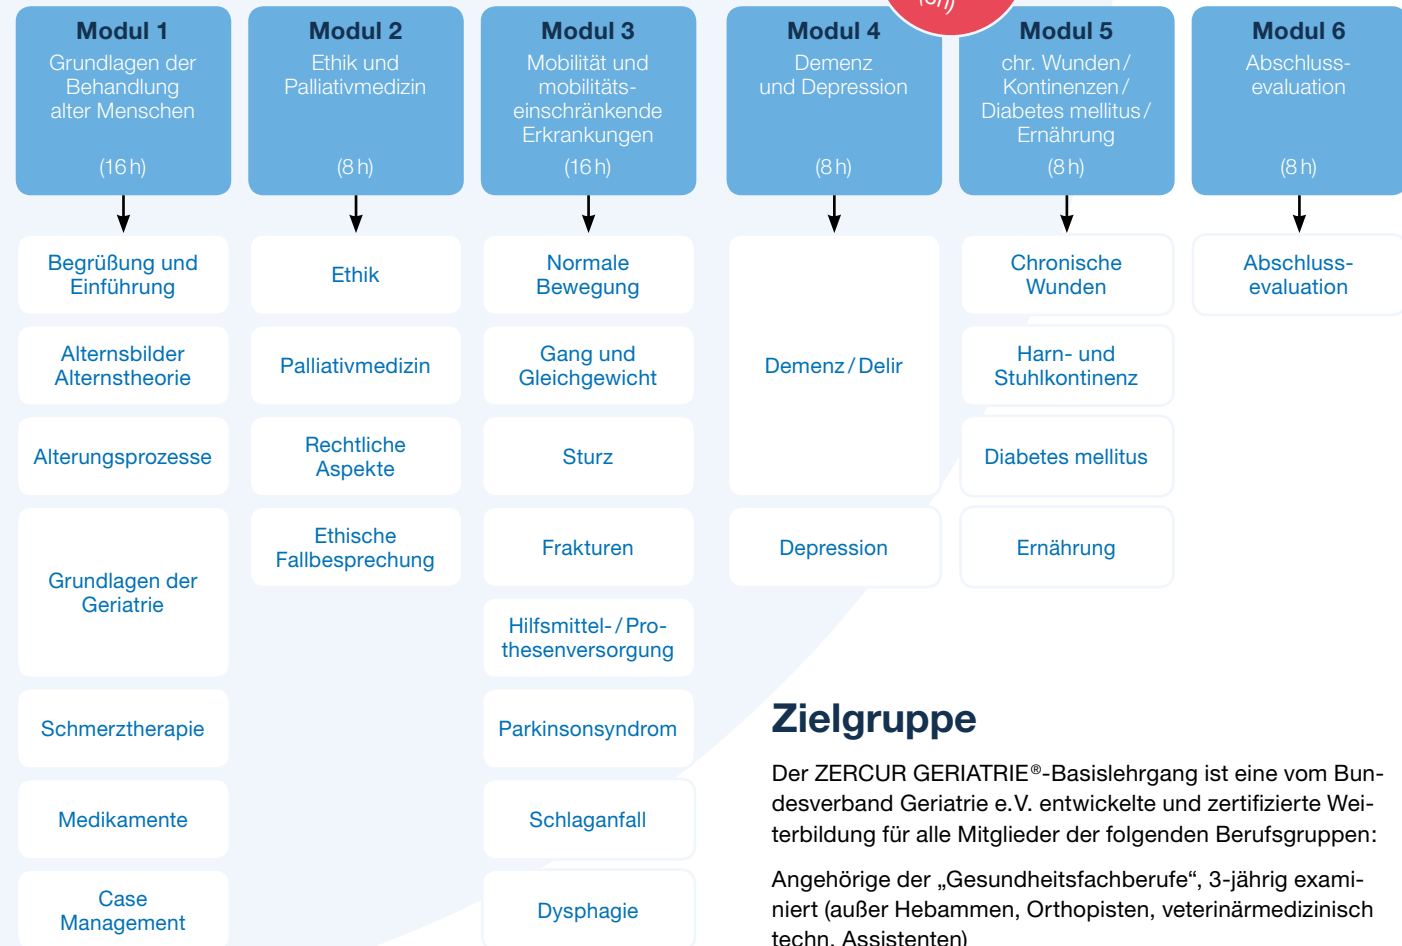 Modul 1
Grundlagen der
Behandlung
alter Menschen
(16 h)
Begrüßung und
Einführung
Alternsbilder
Alternstheorie
Alterungsprozesse
Grundlagen der
Geriatrie
Schmerztherapie
Medikamente
Case
Management
Modul 2
Ethik und
Palliativmedizin
(8 h)
Ethik
Palliativmedizin
Rechtliche
Aspekte
Ethische
Fallbesprechung
Modul 3
Mobilität und
mobilitäts-
einschränkende
Erkrankungen
(16 h)
Normale
Bewegung
Gang und
Gleichgewicht
Sturz
Frakturen
Hilfsmittel- / Pro-
thesenversorgung
Parkinsonsyndrom
Schlaganfall
Dysphagie
Modul 4
Demenz
und Depression
(8 h)
Demenz / Delir
Depression
Modul 5
chr. Wunden /
Kontinenzen /
Diabetes mellitus /
Ernährung
(8 h)
Chronische
Wunden
Harn- und
Stuhlkontinenz
Diabetes mellitus
Ernährung
Modul 6
Abschluss-
evaluation
(8 h)
Abschluss-
evaluation
Zielgruppe
Der ZERCUR GERIATRIE®-Basislehrgang ist eine vom Bun-
desverband Geriatrie e.V. entwickelte und zertifizierte Wei-
terbildung für alle Mitglieder der folgenden Berufsgruppen:
Angehörige der „Gesundheitsfachberufe“, 3-jährig exami-
niert (außer Hebammen, Orthopisten, veterinärmedizinisch
techn. Assistenten)